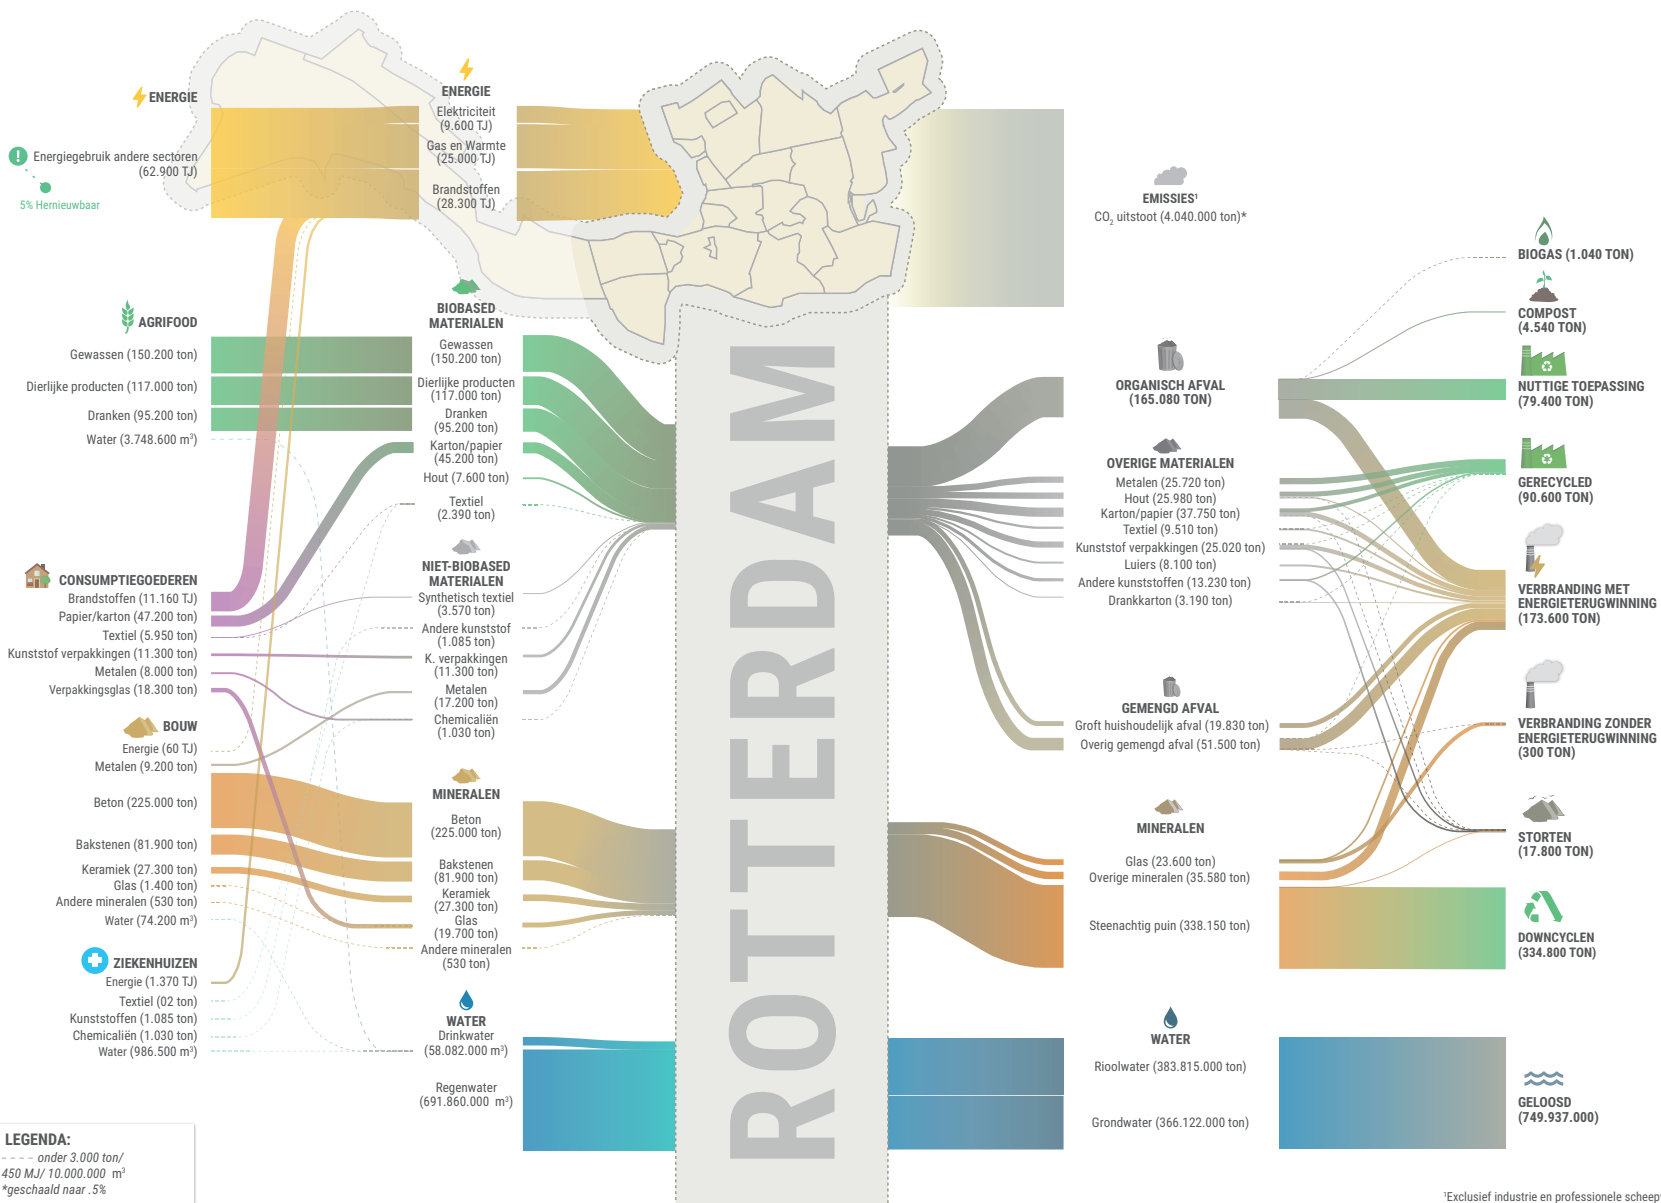 ENERGIE
Energiegebruik andere sectoren
(62.900 TJ)
5% Hernieuwbaar
AGRIFOOD
Gewassen (150.200 ton)
Dierlijke producten (117.000 ton)
Dranken (95.200 ton)
Water (3.748.600 m³)
CONSUMPTIEGOEDEREN
Brandstoffen (11.160 TJ)
Papier/karton (47.200 ton)
Textiel (5.950 ton)
Kunststof verpakkingen (11.300 ton)
Metalen (8.000 ton)
Verpakkingsglas (18.300 ton)
BOUW
Energie (60 TJ)
Metalen (9.200 ton)
Beton (225.000 ton)
Bakstenen (81.900 ton)
Keramiek (27.300 ton)
Glas (1.400 ton)
Andere mineralen (530 ton)
Water (74.200 m³)
ZIEKENHUIZEN
Energie (1.370 TJ)
Textiel (02 ton)
Kunststoffen (1.085 ton)
Chemicaliën (1.030 ton)
Water (986.500 m³)
LEGENDA:
---- onder 3.000 ton/
450 MJ/ 10.000.000 m³
*geschaald naar .5%
ENERGIE
Elektriciteit
(9.600 TJ)
Gas en Warmte
(25.000 TJ)
Brandstoffen
(28.300 TJ)
BIOBASED
MATERIALEN
Gewassen
(150.200 ton)
Dierlijke producten
(117.000 ton)
Dranken
(95.200 ton)
Karton/papier
(45.200 ton)
Hout (7.600 ton)
Textiel
(2.390 ton)
NIET-BIOBASED
MATERIALEN
Synthetisch textiel
(3.570 ton)
Andere kunststof
(1.085 ton)
K. verpakkingen
(11.300 ton)
Metalen
(17.200 ton)
Chemicaliën
(1.030 ton)
MINERALEN
Beton
(225.000 ton)
Bakstenen
(81.900 ton)
Keramiek
(27.300 ton)
Glas
(19.700 ton)
Andere mineralen
(530 ton)
WATER
Drinkwater
(58.082.000 m³)
Regenwater
(691.860.000 m³)
ROTTERDAM
EMISSIES¹
CO₂ uitstoot (4.040.000 ton)*
ORGANISCH AFVAL
(165.080 TON)
OVERIGE MATERIALEN
Metalen (25.720 ton)
Hout (25.980 ton)
Karton/papier (37.750 ton)
Textiel (9.510 ton)
Kunststof verpakkingen (25.020 ton)
Luiers (8.100 ton)
Andere kunststoffen (13.230 ton)
Drankkarton (3.190 ton)
GEMENGD AFVAL
Groft huishoudelijk afval (19.830 ton)
Overig gemengd afval (51.500 ton)
MINERALEN
Glas (23.600 ton)
Overige mineralen (35.580 ton)
Steenachtig puin (338.150 ton)
WATER
Rioolwater (383.815.000 ton)
Grondwater (366.122.000 ton)
BIOGAS (1.040 TON)
COMPOST
(4.540 TON)
NUTTIGE TOEPASSING
(79.400 TON)
GERECYCLED
(90.600 TON)
VERBRANDING MET
ENERGIETERUGWINNING
(173.600 TON)
VERBRANDING ZONDER
ENERGIETERUGWINNING
(300 TON)
STORTEN
(17.800 TON)
DOWNCYCLEN
(334.800 TON)
GELOOSD
(749.937.000)
¹Exclusief industrie en professionele scheep